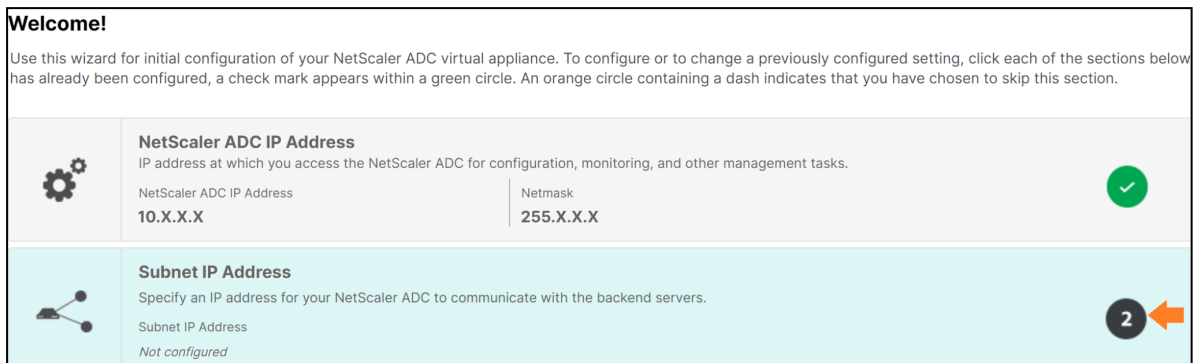 Welcome!
Use this wizard for initial configuration of your NetScaler ADC virtual appliance. To configure or to change a previously configured setting, click each of the sections below
has already been configured, a check mark appears within a green circle. An orange circle containing a dash indicates that you have chosen to skip this section.
NetScaler ADC IP Address
IP address at which you access the NetScaler ADC for configuration, monitoring, and other management tasks.
NetScaler ADC IP Address
Netmask
10.X.X.X
255.X.X.X
Subnet IP Address
Specify an IP address for your NetScaler ADC to communicate with the backend servers.
2
Subnet IP Address
Not configured